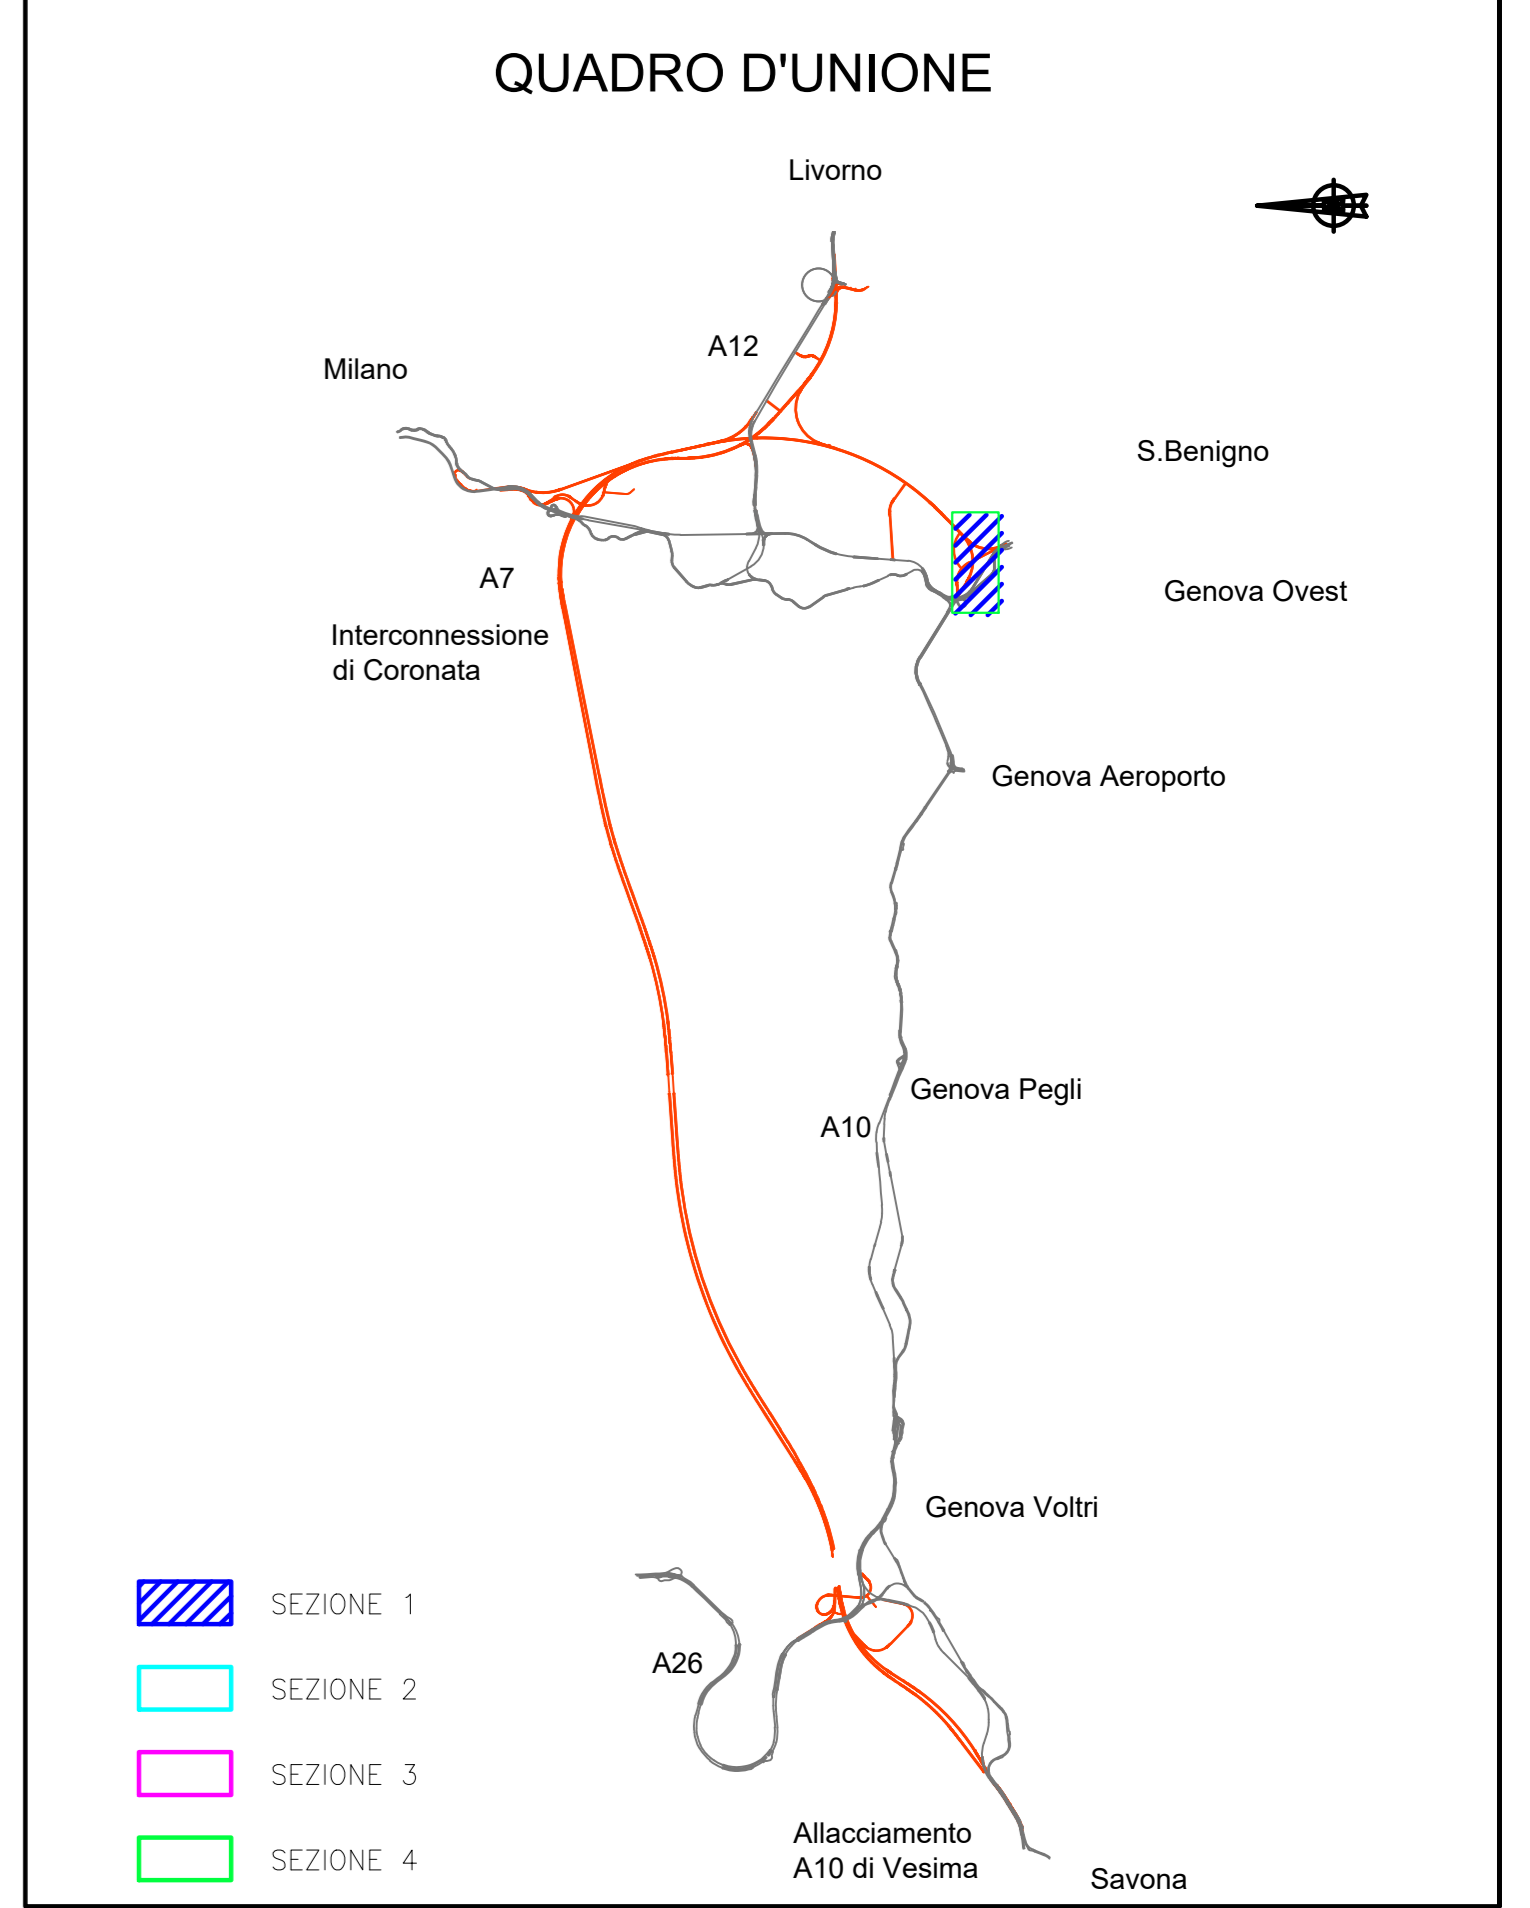 QUADRO D'UNIONE
Livorno
A12
Milano
S.Benigno
A7
Genova Ovest
Interconnessione
di Coronata
Genova Aeroporto
Genova Pegli
A10
Genova Voltri
SEZIONE 1
A26
SEZIONE 2
SEZIONE 3
Allacciamento
A10 di Vesima
SEZIONE 4
Savona